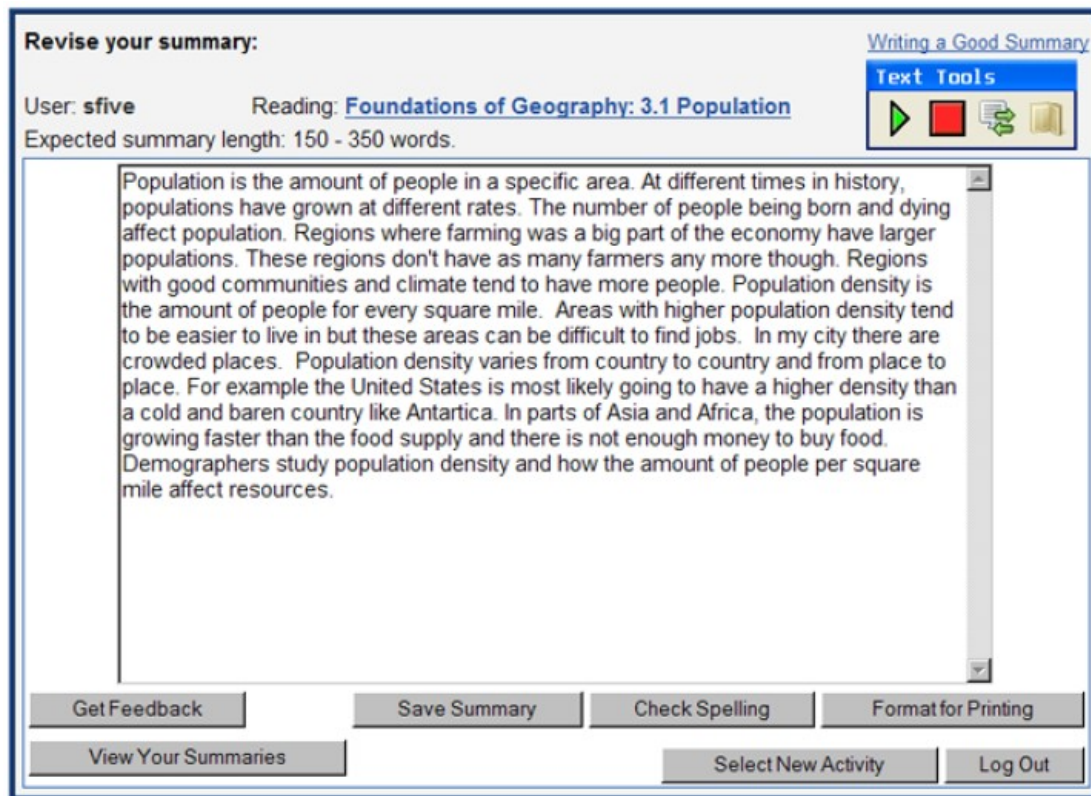 Revise your summary:
Writing a Good Summary
Text Tools
User: sfive Reading: Foundations of Geography: 3.1 Population
Expected summary length: 150 - 350 words.
Population is the amount of people in a specific area. At different times in history,
populations have grown at different rates. The number of people being born and dying
affect population. Regions where farming was a big part of the economy have larger
populations. These regions don't have as many farmers any more though. Regions
with good communities and climate tend to have more people. Population density is
the amount of people for every square mile.  Areas with higher population density tend
to be easier to live in but these areas can be difficult to find jobs.  In my city there are
crowded places.  Population density varies from country to country and from place to
place. For example the United States is most likely going to have a higher density than
a cold and baren country like Antartica. In parts of Asia and Africa, the population is
growing faster than the food supply and there is not enough money to buy food.
Demographers study population density and how the amount of people per square
mile affect resources.
Get Feedback Save Summary Check Spelling Format for Printing
View Your Summaries Select New Activity Log Out